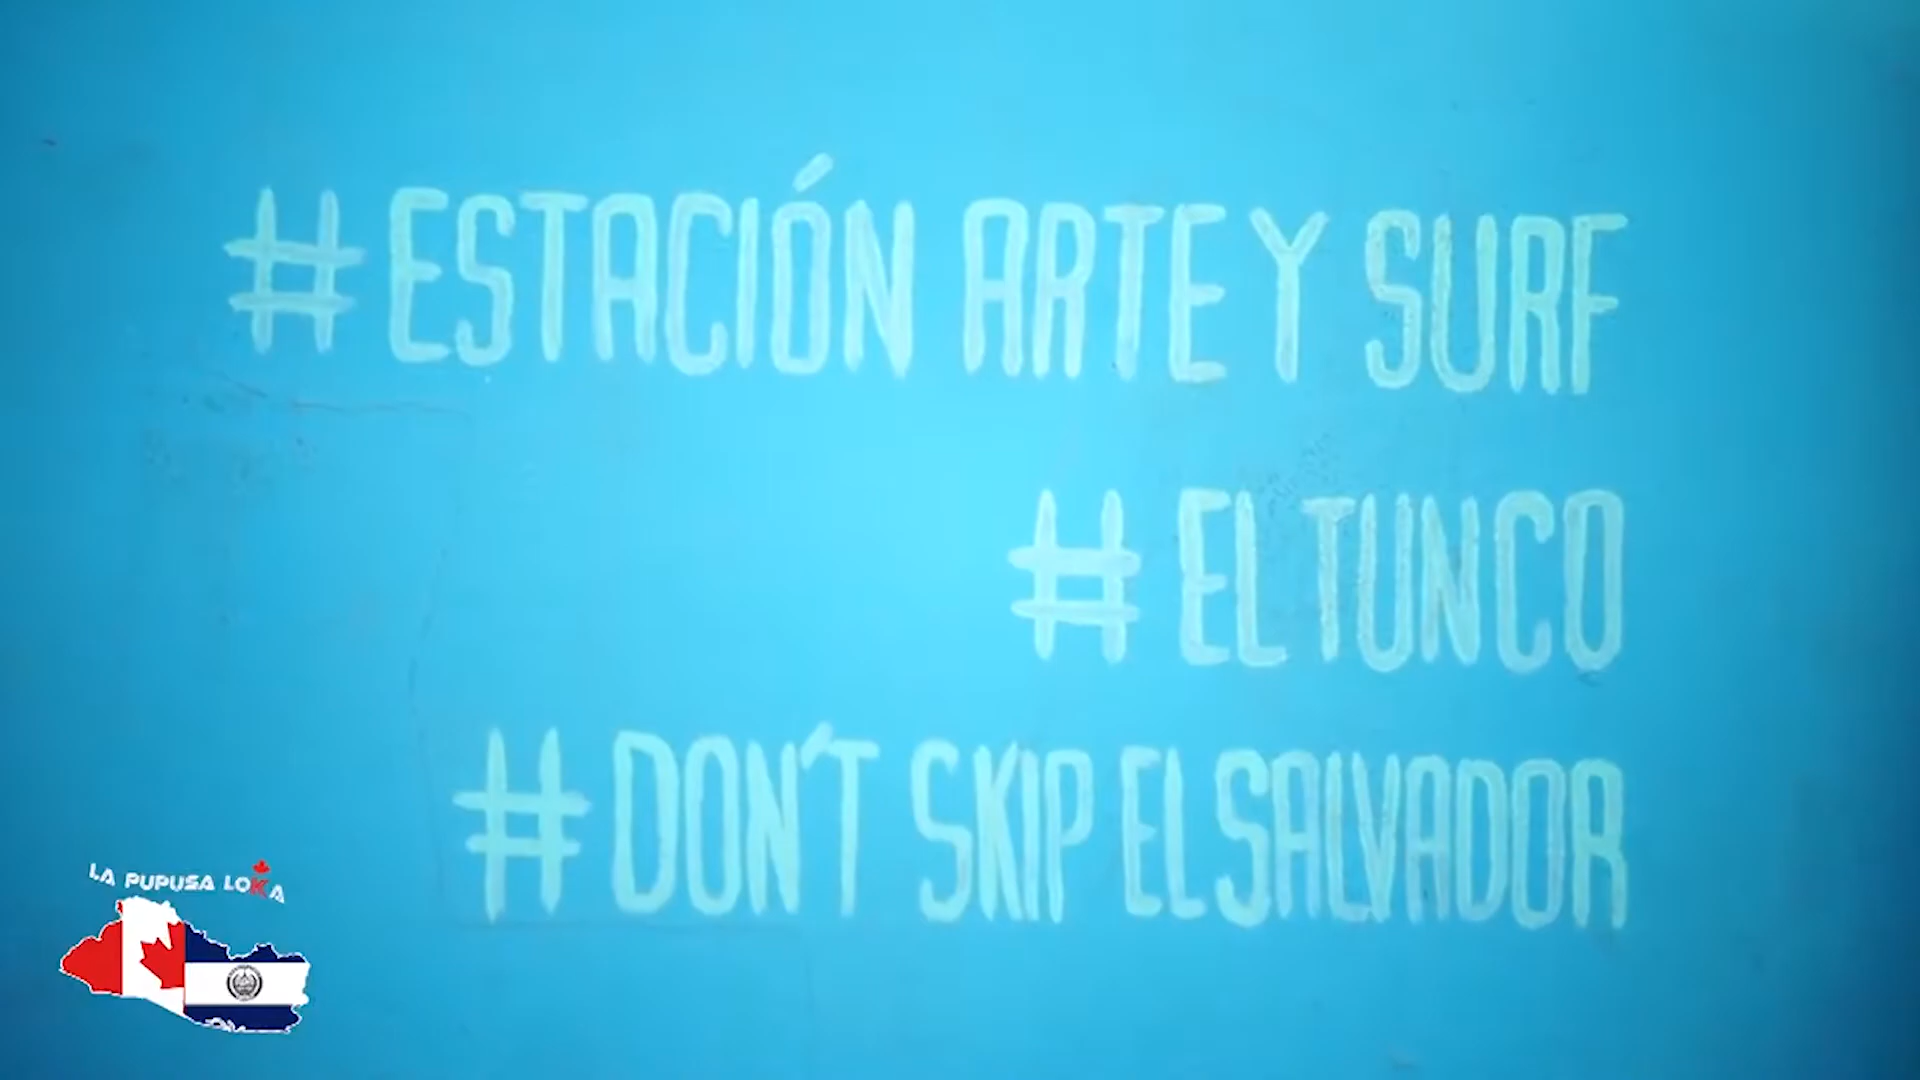 # ESTACIÓN ARTE Y SURF
# EL TUNCO
# DON'T SKIP EL SALVADOR
LA PUPUSA LOKA